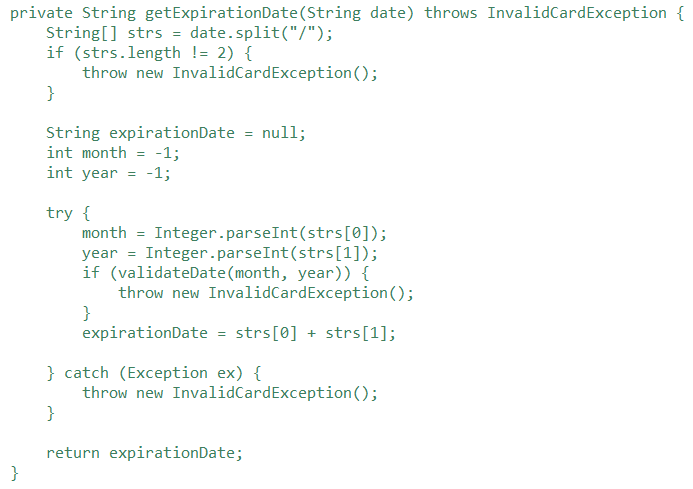 private String getExpirationDate(String date) throws InvalidCardException {
    String[] strs = date.split("/");
    if (strs.length != 2) {
        throw new InvalidCardException();
    }

    String expirationDate = null;
    int month = -1;
    int year = -1;

    try {
        month = Integer.parseInt(strs[0]);
        year = Integer.parseInt(strs[1]);
        if (validateDate(month, year)) {
            throw new InvalidCardException();
        }
        expirationDate = strs[0] + strs[1];

    } catch (Exception ex) {
        throw new InvalidCardException();
    }

    return expirationDate;
}